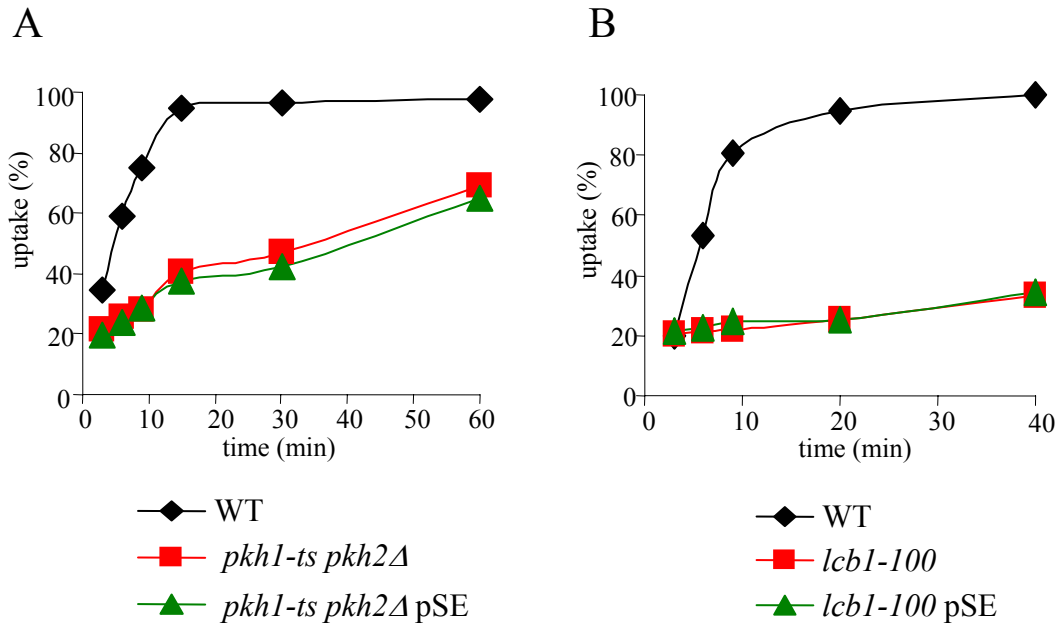 A
B
100
80
60
40
20
0
uptake (%)
0
10
20
30
40
50
60
time (min)
WT
pkh1-ts pkh2Δ
pkh1-ts pkh2Δ pSE
100
80
60
40
20
0
uptake (%)
0
10
20
30
40
time (min)
WT
lcb1-100
lcb1-100 pSE